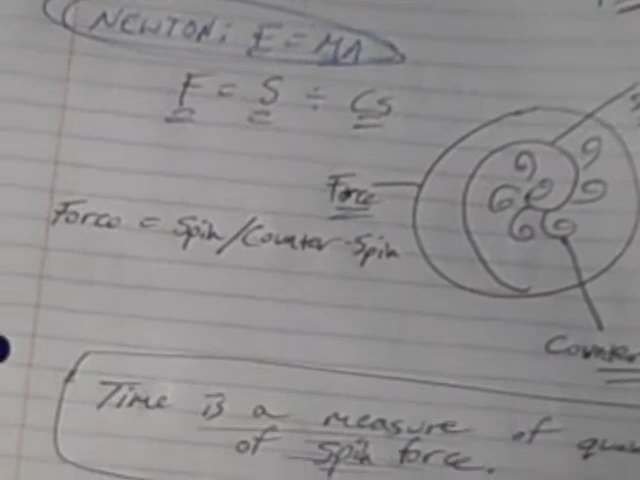 NEWTON: F = MA
F = S ÷ CS
Force
Force = Spin/Counter-Spin
Counter
Time is a measure of
of Spin force.